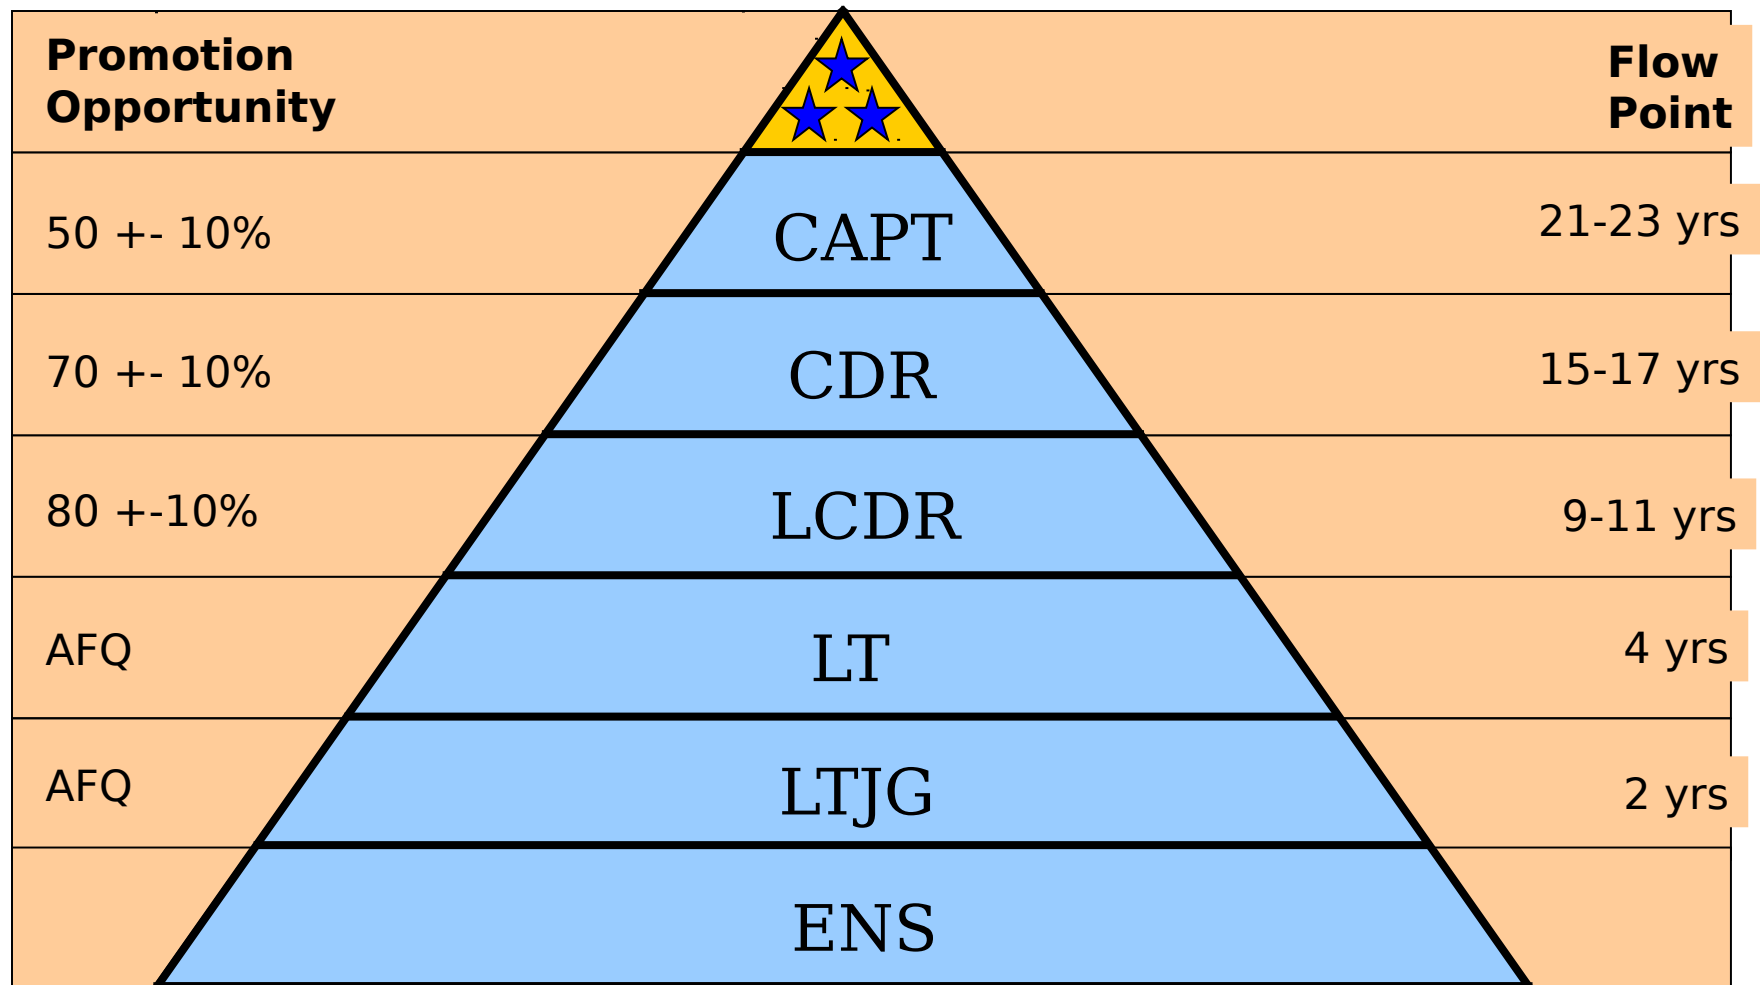 Promotion
Opportunity
Flow
Point
50 +- 10%
CAPT
21-23 yrs
70 +- 10%
CDR
15-17 yrs
80 +-10%
LCDR
9-11 yrs
AFQ
LT
4 yrs
AFQ
LTJG
2 yrs
ENS